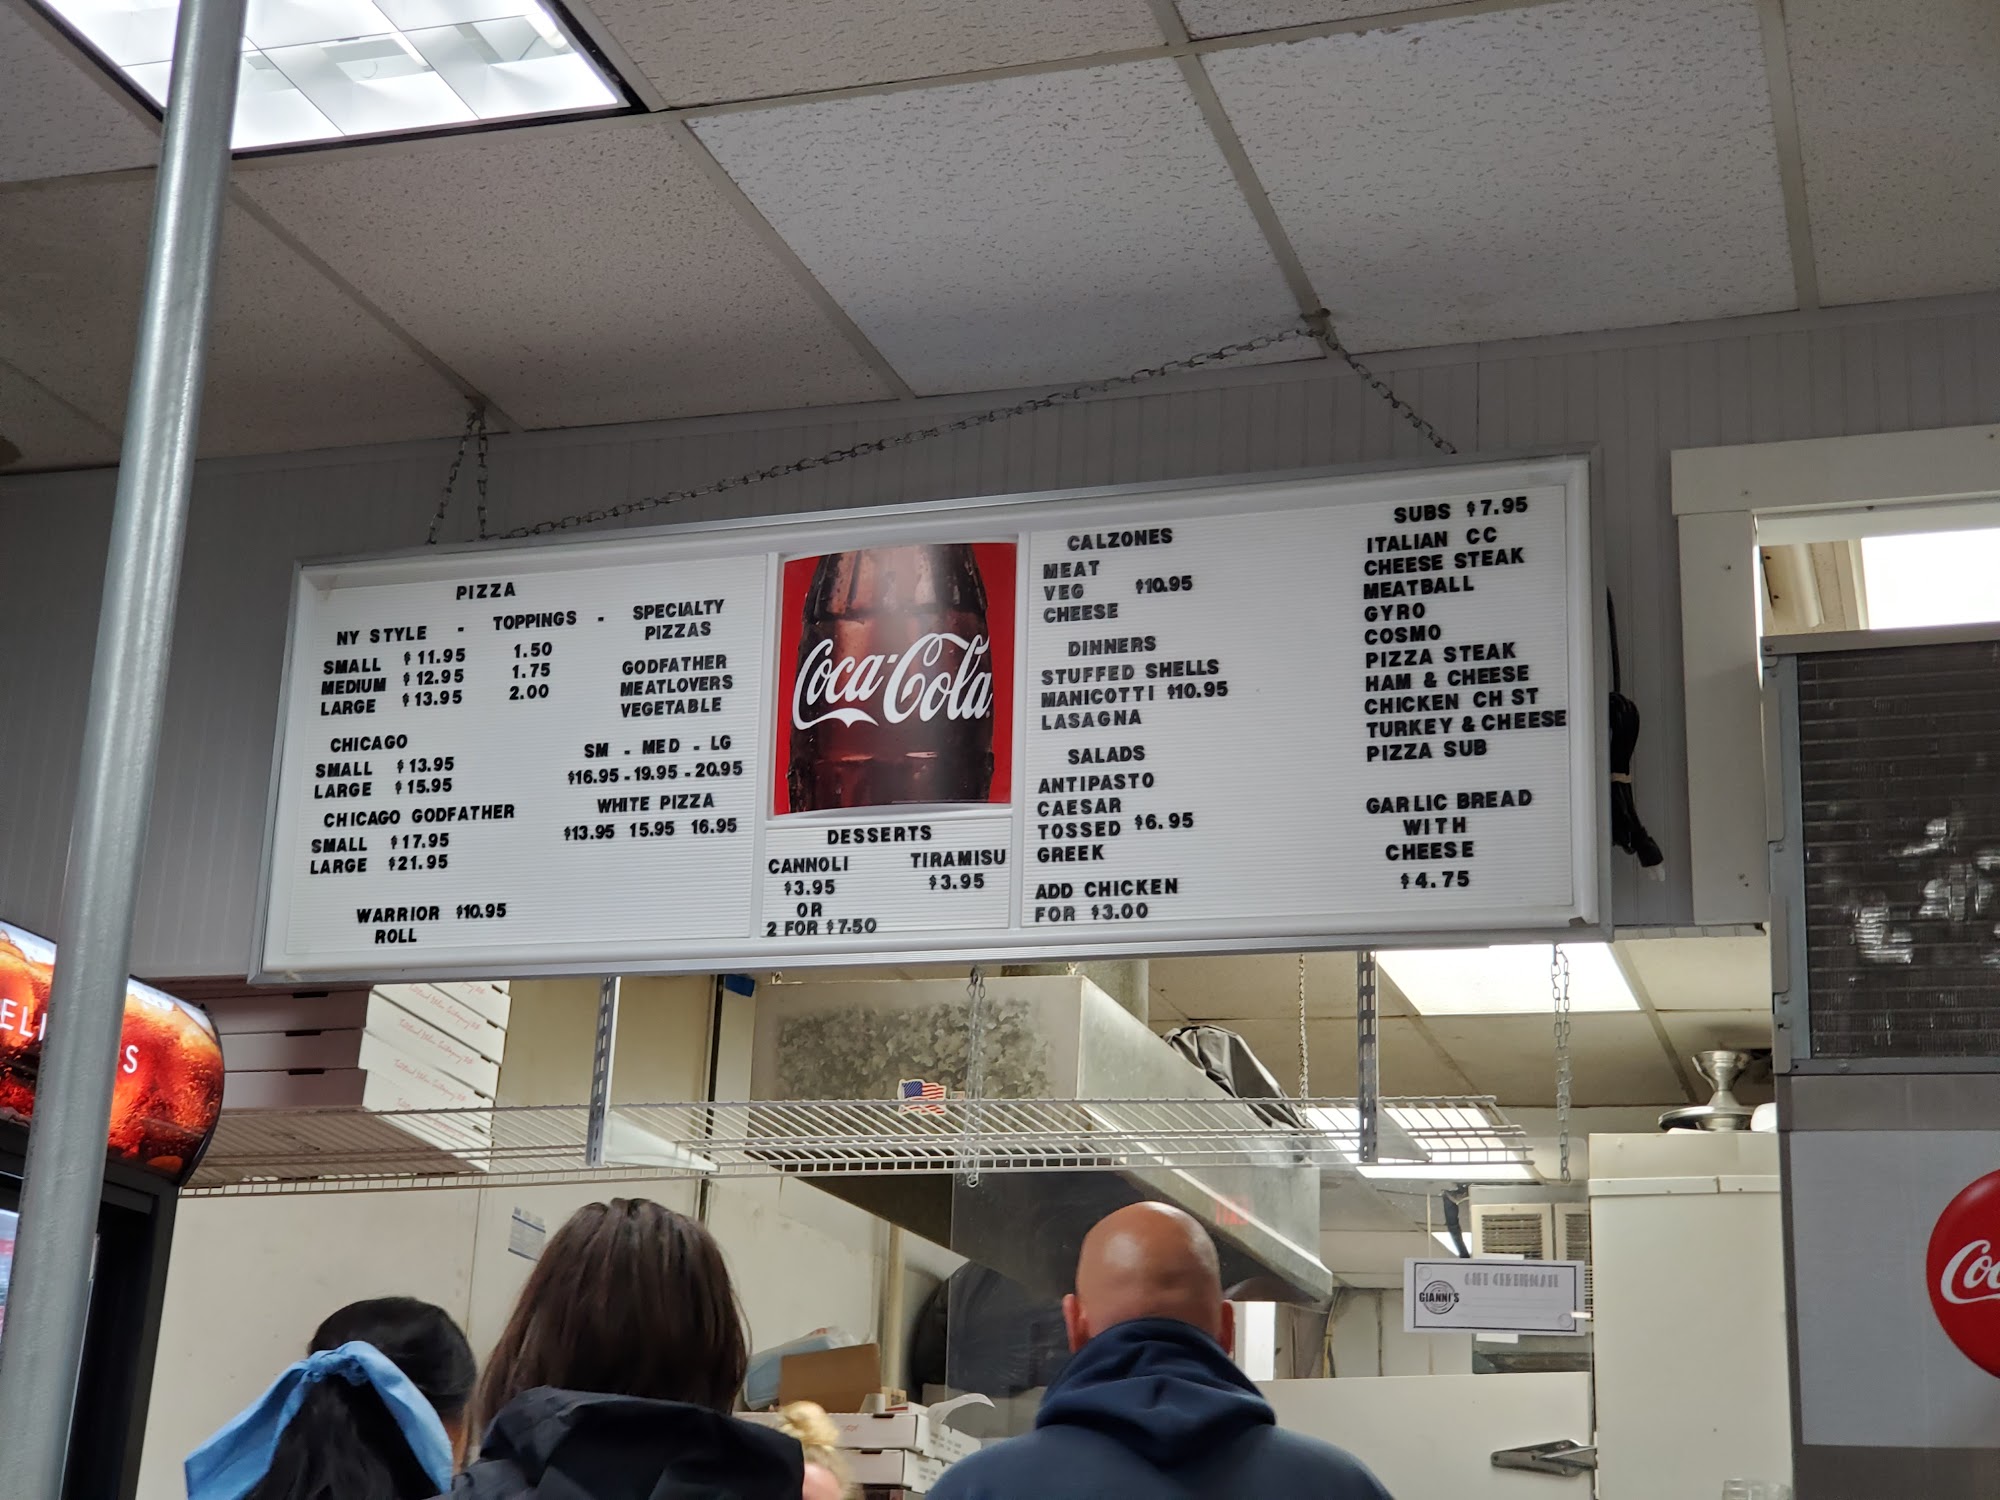 PIZZA
NY STYLE - TOPPINGS - SPECIALTY PIZZAS
SMALL $11.95 1.50
MEDIUM $12.95 1.75
LARGE $13.95 2.00
GODFATHER
MEATLOVERS
VEGETABLE
CHICAGO
SMALL $13.95
LARGE $15.95
SM - MED - LG
$16.95 - 19.95 - 20.95
CHICAGO GODFATHER
SMALL $17.95
LARGE $21.95
WHITE PIZZA
$13.95 15.95 16.95
WARRIOR $10.95
ROLL
Coca-Cola
DESSERTS
CANNOLI TIRAMISU
$3.95 $3.95
OR
2 FOR $7.50
CALZONES
MEAT
VEG $10.95
CHEESE
DINNERS
STUFFED SHELLS
MANICOTTI $10.95
LASAGNA
SALADS
ANTIPASTO
CAESAR
TOSSED $6.95
GREEK
ADD CHICKEN
FOR $3.00
SUBS $7.95
ITALIAN CC
CHEESE STEAK
MEATBALL
GYRO
COSMO
PIZZA STEAK
HAM & CHEESE
CHICKEN CH ST
TURKEY & CHEESE
PIZZA SUB
GARLIC BREAD
WITH
CHEESE
$4.75
GIFT CERTIFICATE
GIANNI'S